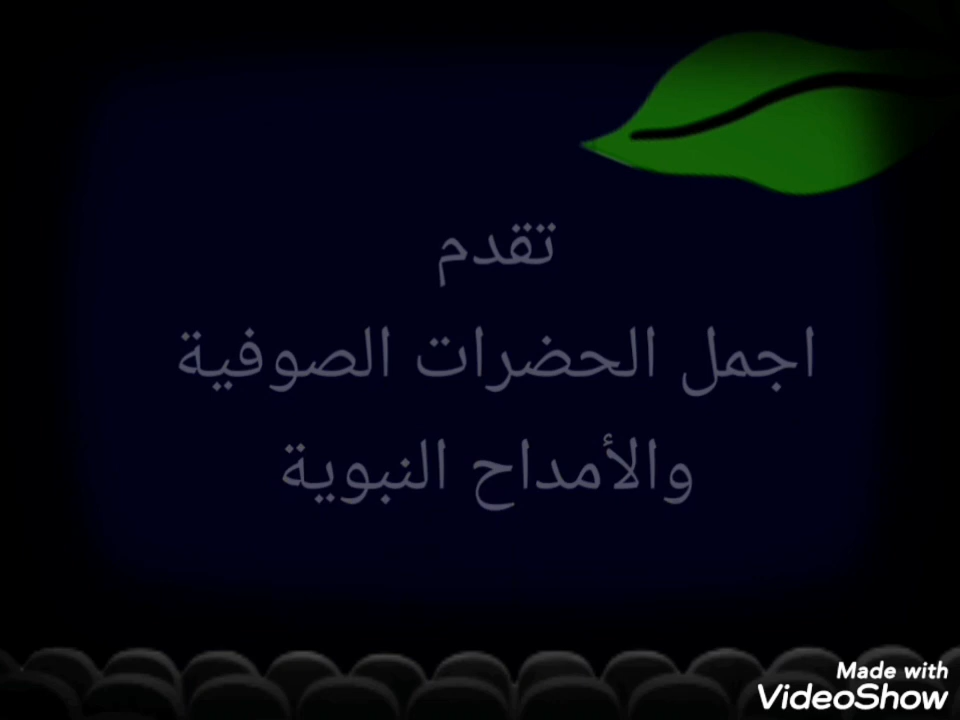 تقدم
اجمل الحضرات الصوفية
والأمداح النبوية
Made with
VideoShow